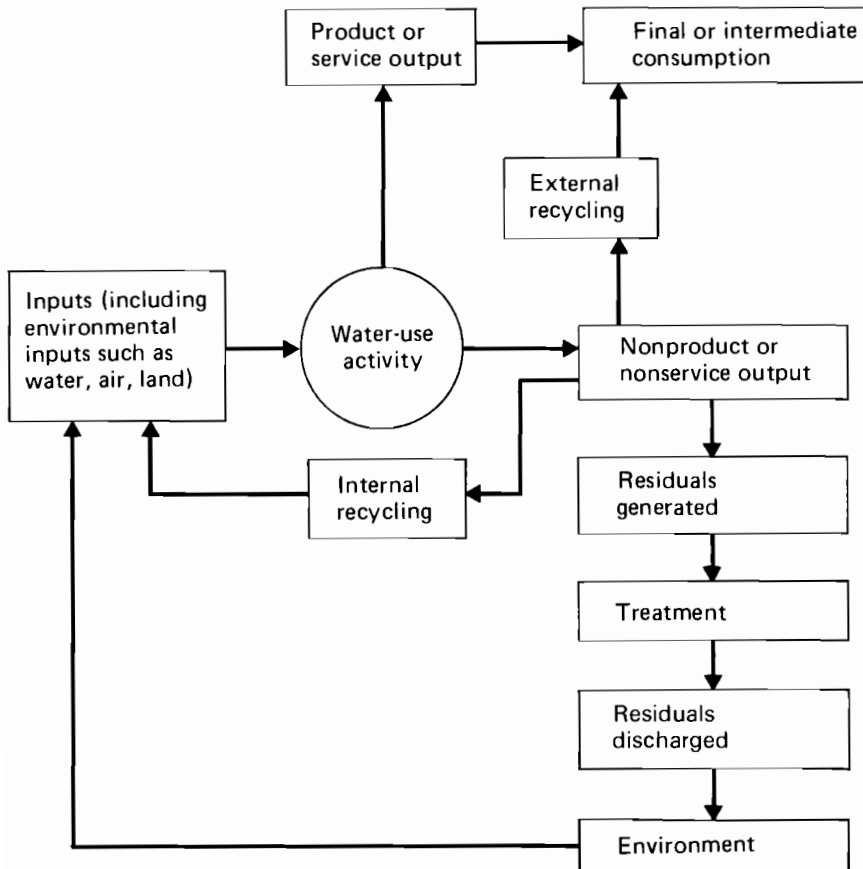 Product or
service output
Final or intermediate
consumption
External
recycling
Inputs (including
environmental
inputs such as
water, air, land)
Water-use
activity
Nonproduct or
nonservice output
Internal
recycling
Residuals
generated
Treatment
Residuals
discharged
Environment